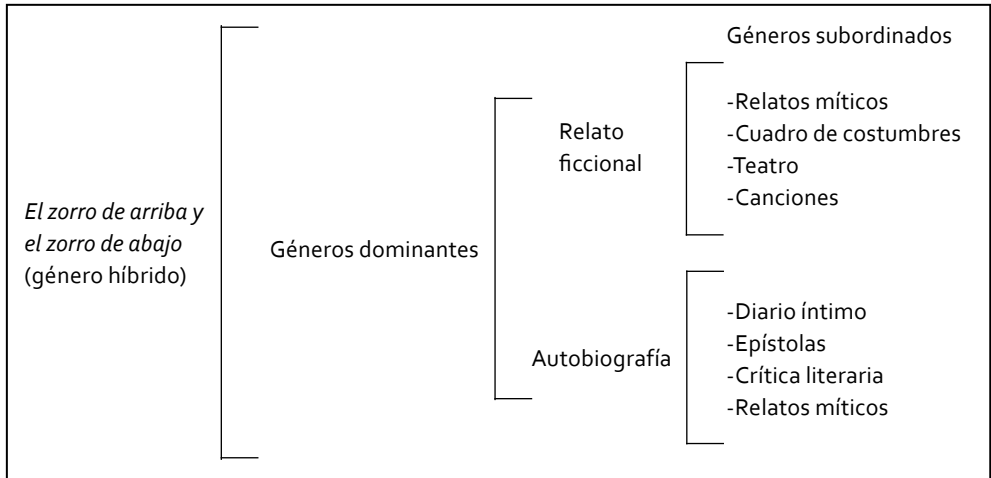 El zorro de arriba y
el zorro de abajo
(género híbrido)
Géneros dominantes
Relato
ficcional
Géneros subordinados
-Relatos míticos
-Cuadro de costumbres
-Teatro
-Canciones
Autobiografía
-Diario íntimo
-Epístolas
-Crítica literaria
-Relatos míticos